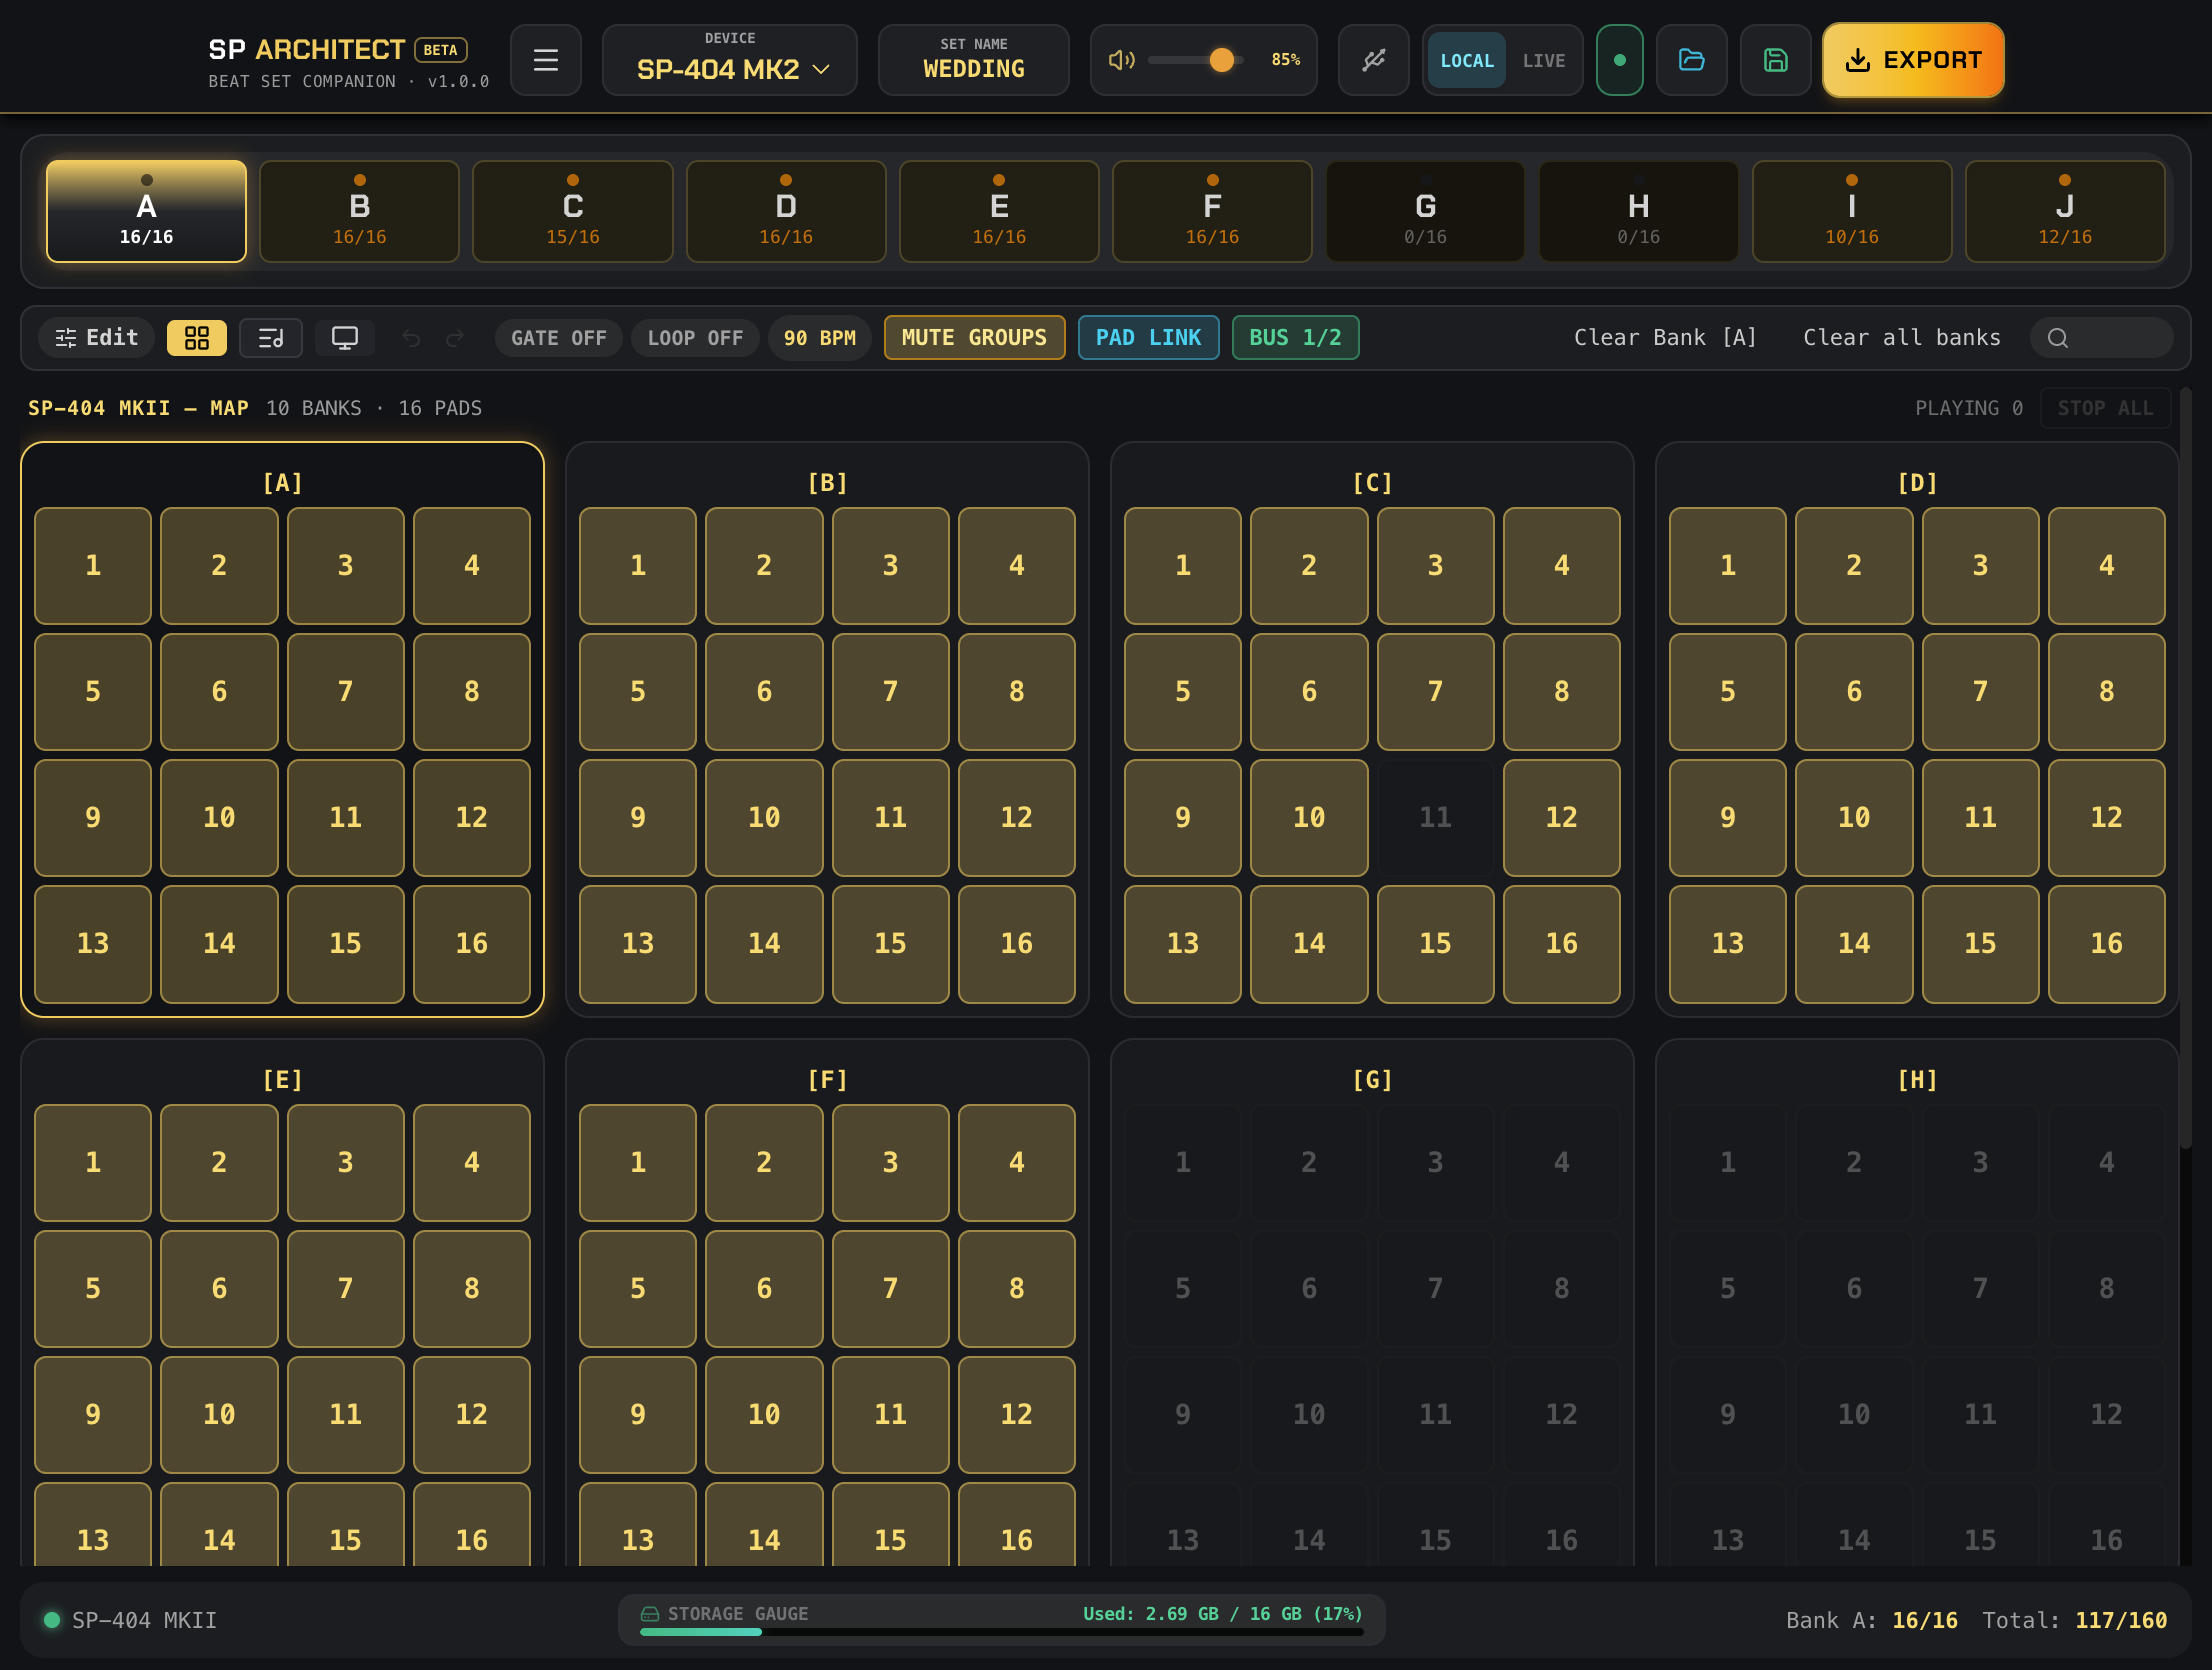 SP ARCHITECT BETA
BEAT SET COMPANION · v1.0.0
DEVICE
SP-404 MK2
SET NAME
WEDDING
85%
LOCAL LIVE
EXPORT
A B C D E F G H I J
16/16 16/16 15/16 16/16 16/16 16/16 0/16 0/16 10/16 12/16
Edit GATE OFF LOOP OFF 90 BPM MUTE GROUPS PAD LINK BUS 1/2 Clear Bank [A] Clear all banks
SP-404 MKII — MAP 10 BANKS · 16 PADS PLAYING 0 STOP ALL
[A] [B] [C] [D]
1 2 3 4 1 2 3 4 1 2 3 4 1 2 3 4
5 6 7 8 5 6 7 8 5 6 7 8 5 6 7 8
9 10 11 12 9 10 11 12 9 10 11 12 9 10 11 12
13 14 15 16 13 14 15 16 13 14 15 16 13 14 15 16
[E] [F] [G] [H]
1 2 3 4 1 2 3 4 1 2 3 4 1 2 3 4
5 6 7 8 5 6 7 8 5 6 7 8 5 6 7 8
9 10 11 12 9 10 11 12 9 10 11 12 9 10 11 12
13 14 15 16 13 14 15 16 13 14 15 16 13 14 15 16
SP-404 MKII STORAGE GAUGE Used: 2.69 GB / 16 GB (17%) Bank A: 16/16 Total: 117/160